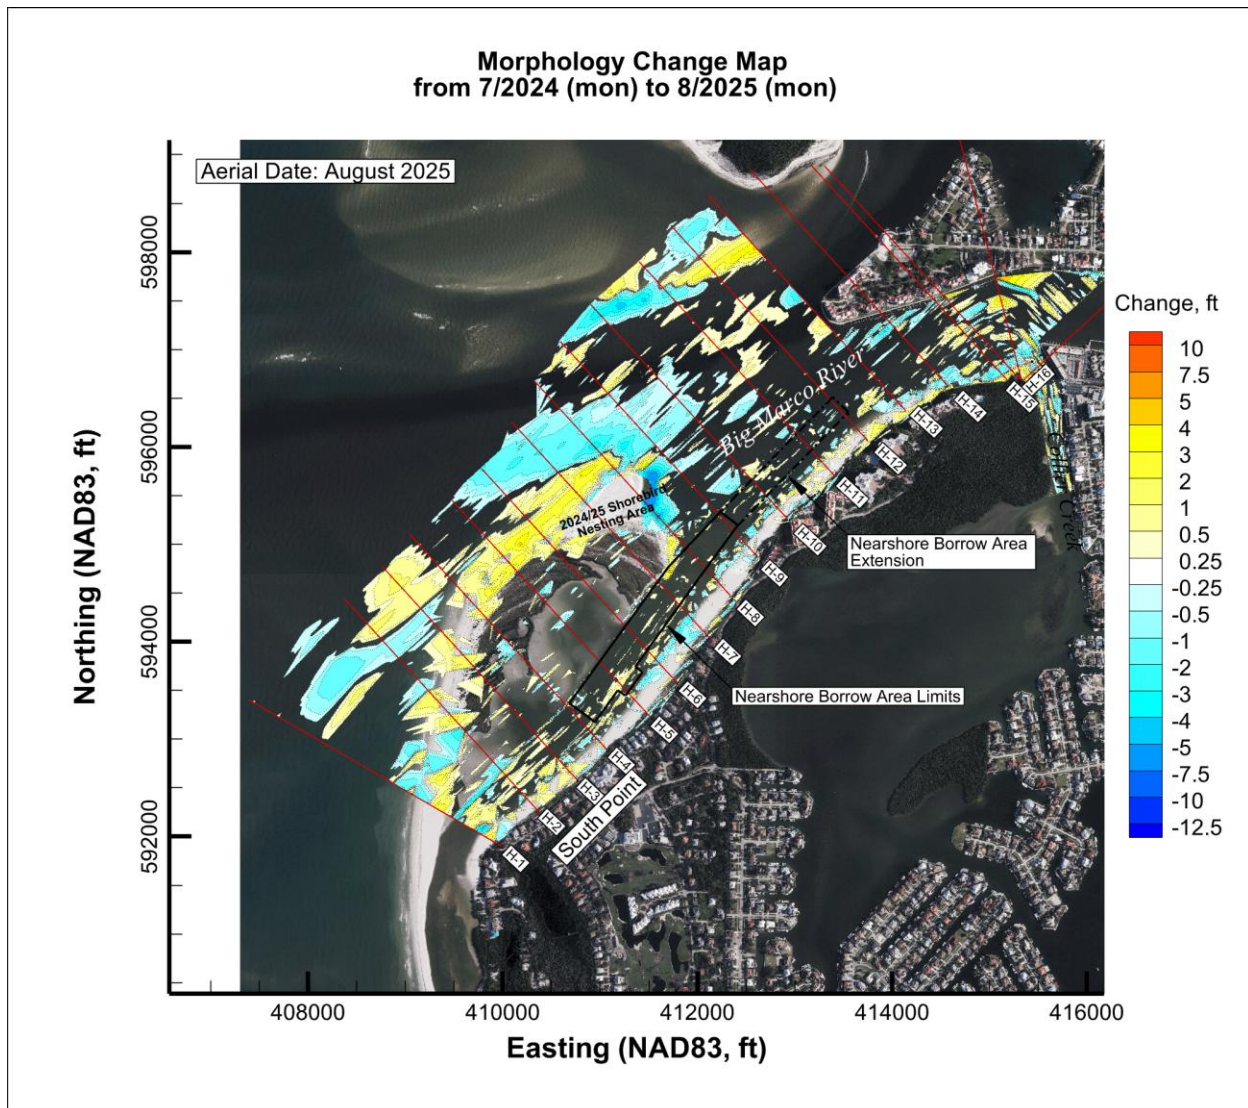 Morphology Change Map
from 7/2024 (mon) to 8/2025 (mon)
Aerial Date: August 2025
Northing (NAD83, ft)
598000
596000
594000
592000
408000
410000
412000
414000
416000
Easting (NAD83, ft)
Change, ft
10
7.5
5
4
3
2
1
0.5
0.25
-0.25
-0.5
-1
-2
-3
-4
-5
-7.5
-10
-12.5
Big Marco River
Collier Creek
2024/25 Shorebird
Nesting Area
Nearshore Borrow Area
Extension
Nearshore Borrow Area Limits
South Point
H-1
H-2
H-3
H-4
H-5
H-6
H-7
H-8
H-9
H-10
H-11
H-12
H-13
H-14
H-15
H-16